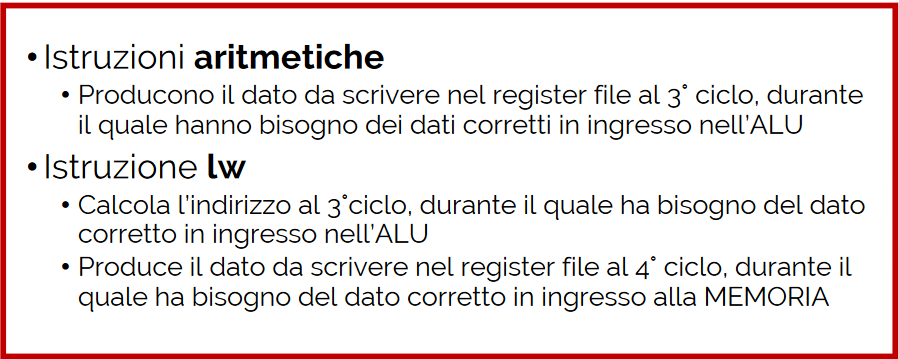 • Istruzioni aritmetiche
• Producono il dato da scrivere nel register file al 3° ciclo, durante
il quale hanno bisogno dei dati corretti in ingresso nell'ALU
• Istruzione lw
• Calcola l'indirizzo al 3°ciclo, durante il quale ha bisogno del dato
corretto in ingresso nell'ALU
• Produce il dato da scrivere nel register file al 4° ciclo, durante il
quale ha bisogno del dato corretto in ingresso alla MEMORIA